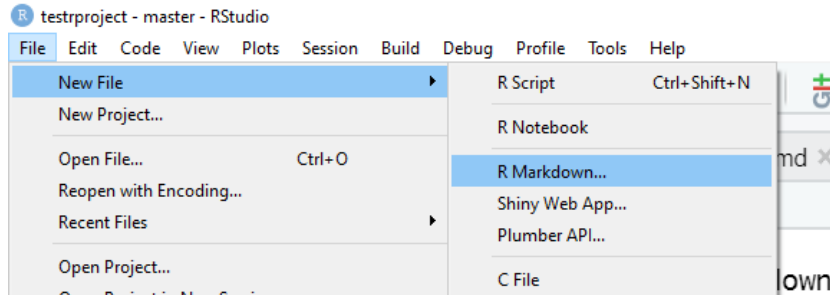 R testrproject - master - RStudio
File Edit Code View Plots Session Build Debug Profile Tools Help
New File
New Project...
Open File... Ctrl+O
Reopen with Encoding...
Recent Files
Open Project...
R Script Ctrl+Shift+N
R Notebook
R Markdown...
Shiny Web App...
Plumber API...
C File
md
lown